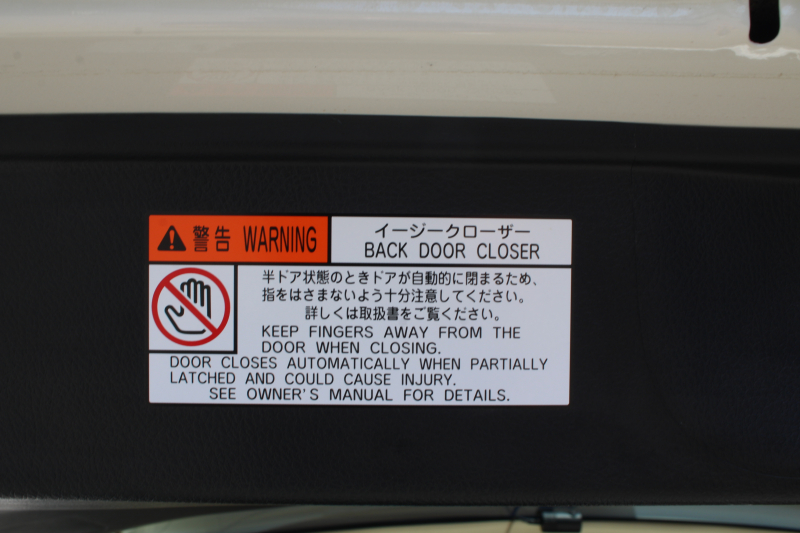 警告 WARNING
イージークローザー
BACK DOOR CLOSER
半ドア状態のときドアが自動的に閉まるため、
指をはさまないよう十分注意してください。
詳しくは取扱書をご覧ください。
KEEP FINGERS AWAY FROM THE
DOOR WHEN CLOSING.
DOOR CLOSES AUTOMATICALLY WHEN PARTIALLY
LATCHED AND COULD CAUSE INJURY.
SEE OWNER'S MANUAL FOR DETAILS.